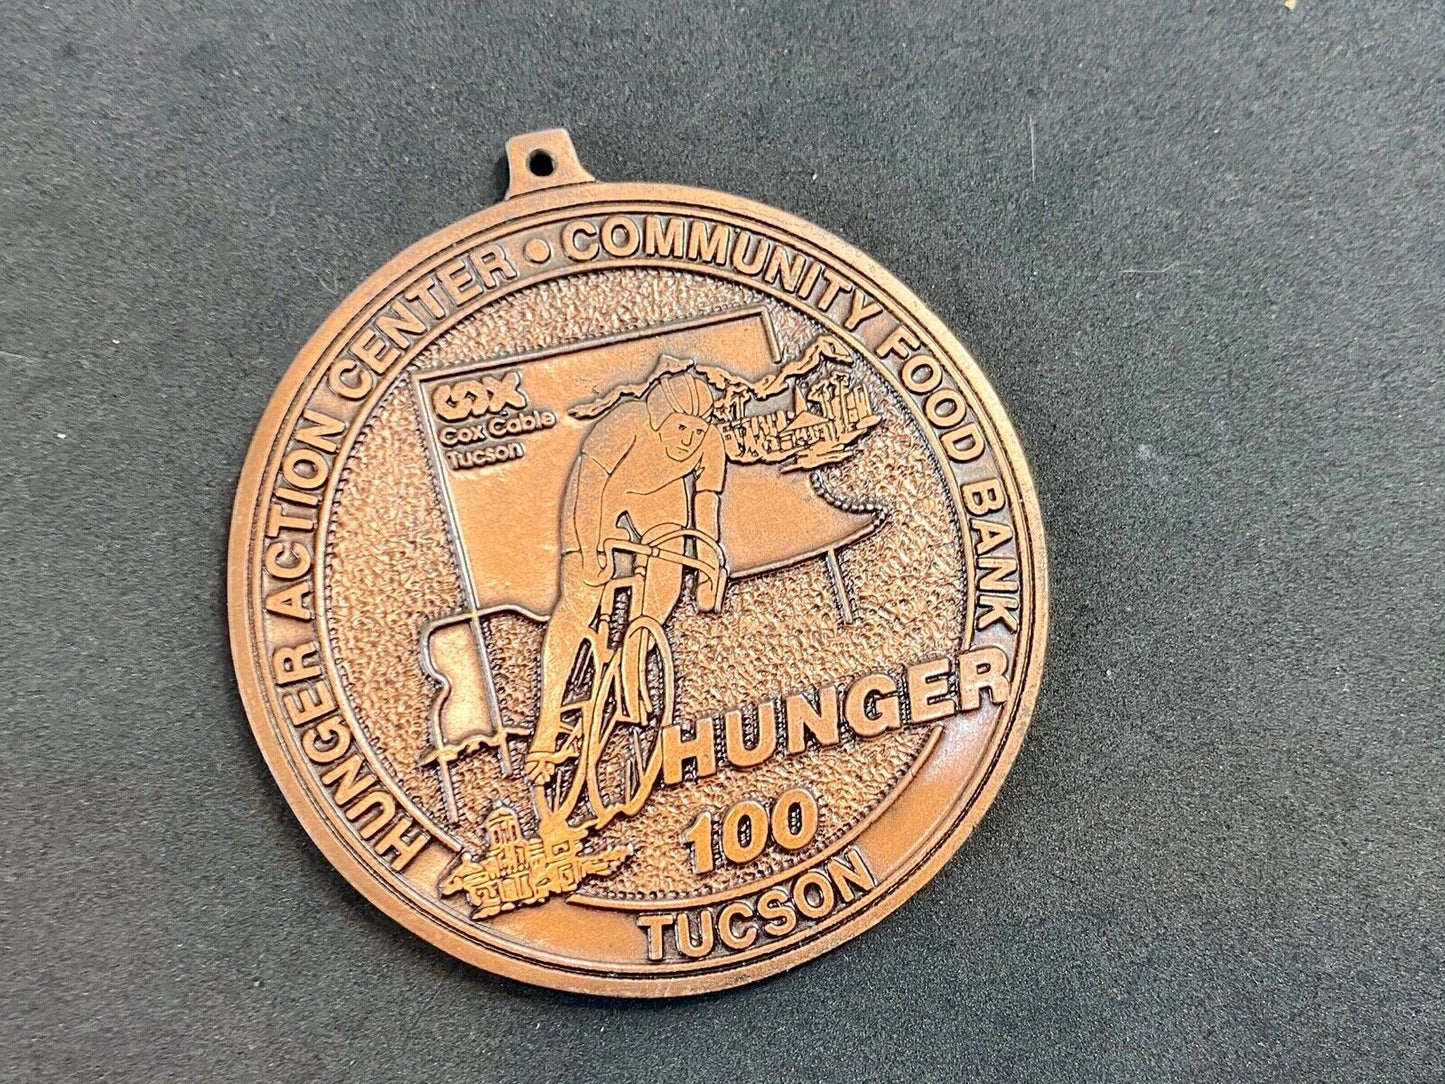 HUNGER ACTION CENTER • COMMUNITY FOOD BANK
COX
Cox Cable
Tucson
HUNGER
100
TUCSON